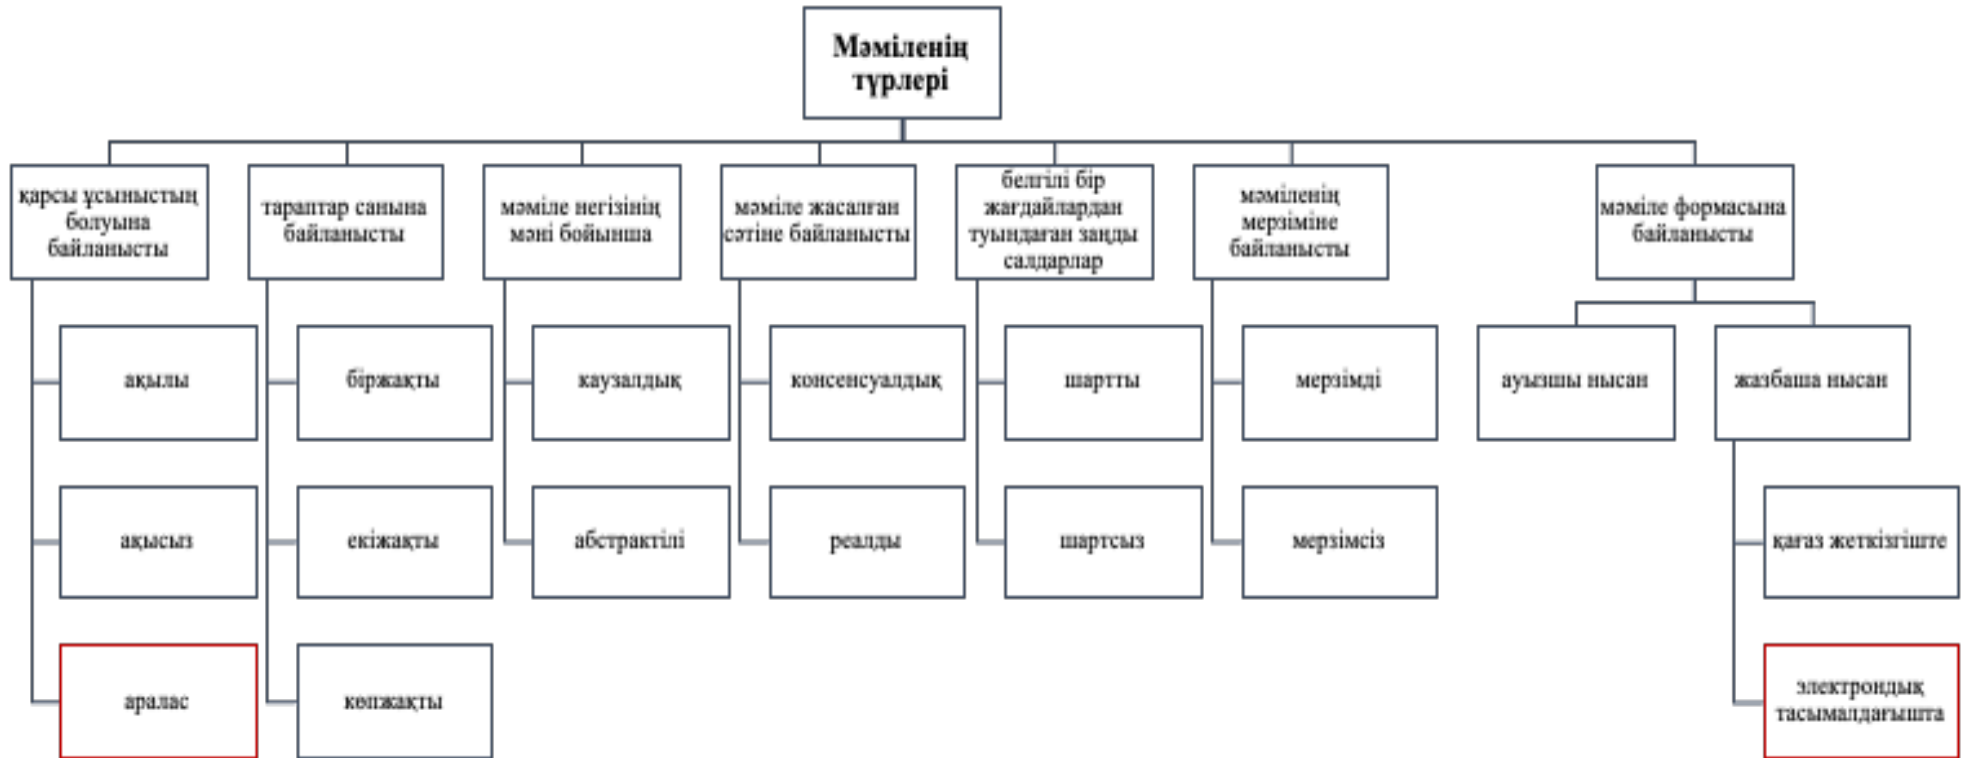 Мәміленің
түрлері
қарсы ұсыныстың
болуына
байланысты
тараптар санына
байланысты
мәміле негізінің
мәні бойынша
мәміле жасалған
сәтіне байланысты
белгілі бір
жағдайлардан
туындаған заңды
салдарлар
мәміленің
мерзіміне
байланысты
мәміле формасына
байланысты
ақылы
біржақты
каузалдық
консенсуалдық
шартты
мерзімді
ауызшы нысан
жазбаша нысан
ақысыз
екіжақты
абстрактілі
реалды
шартсыз
мерзімсіз
қағаз жеткізгіште
аралас
көпжақты
электрондық
тасымалдағышта